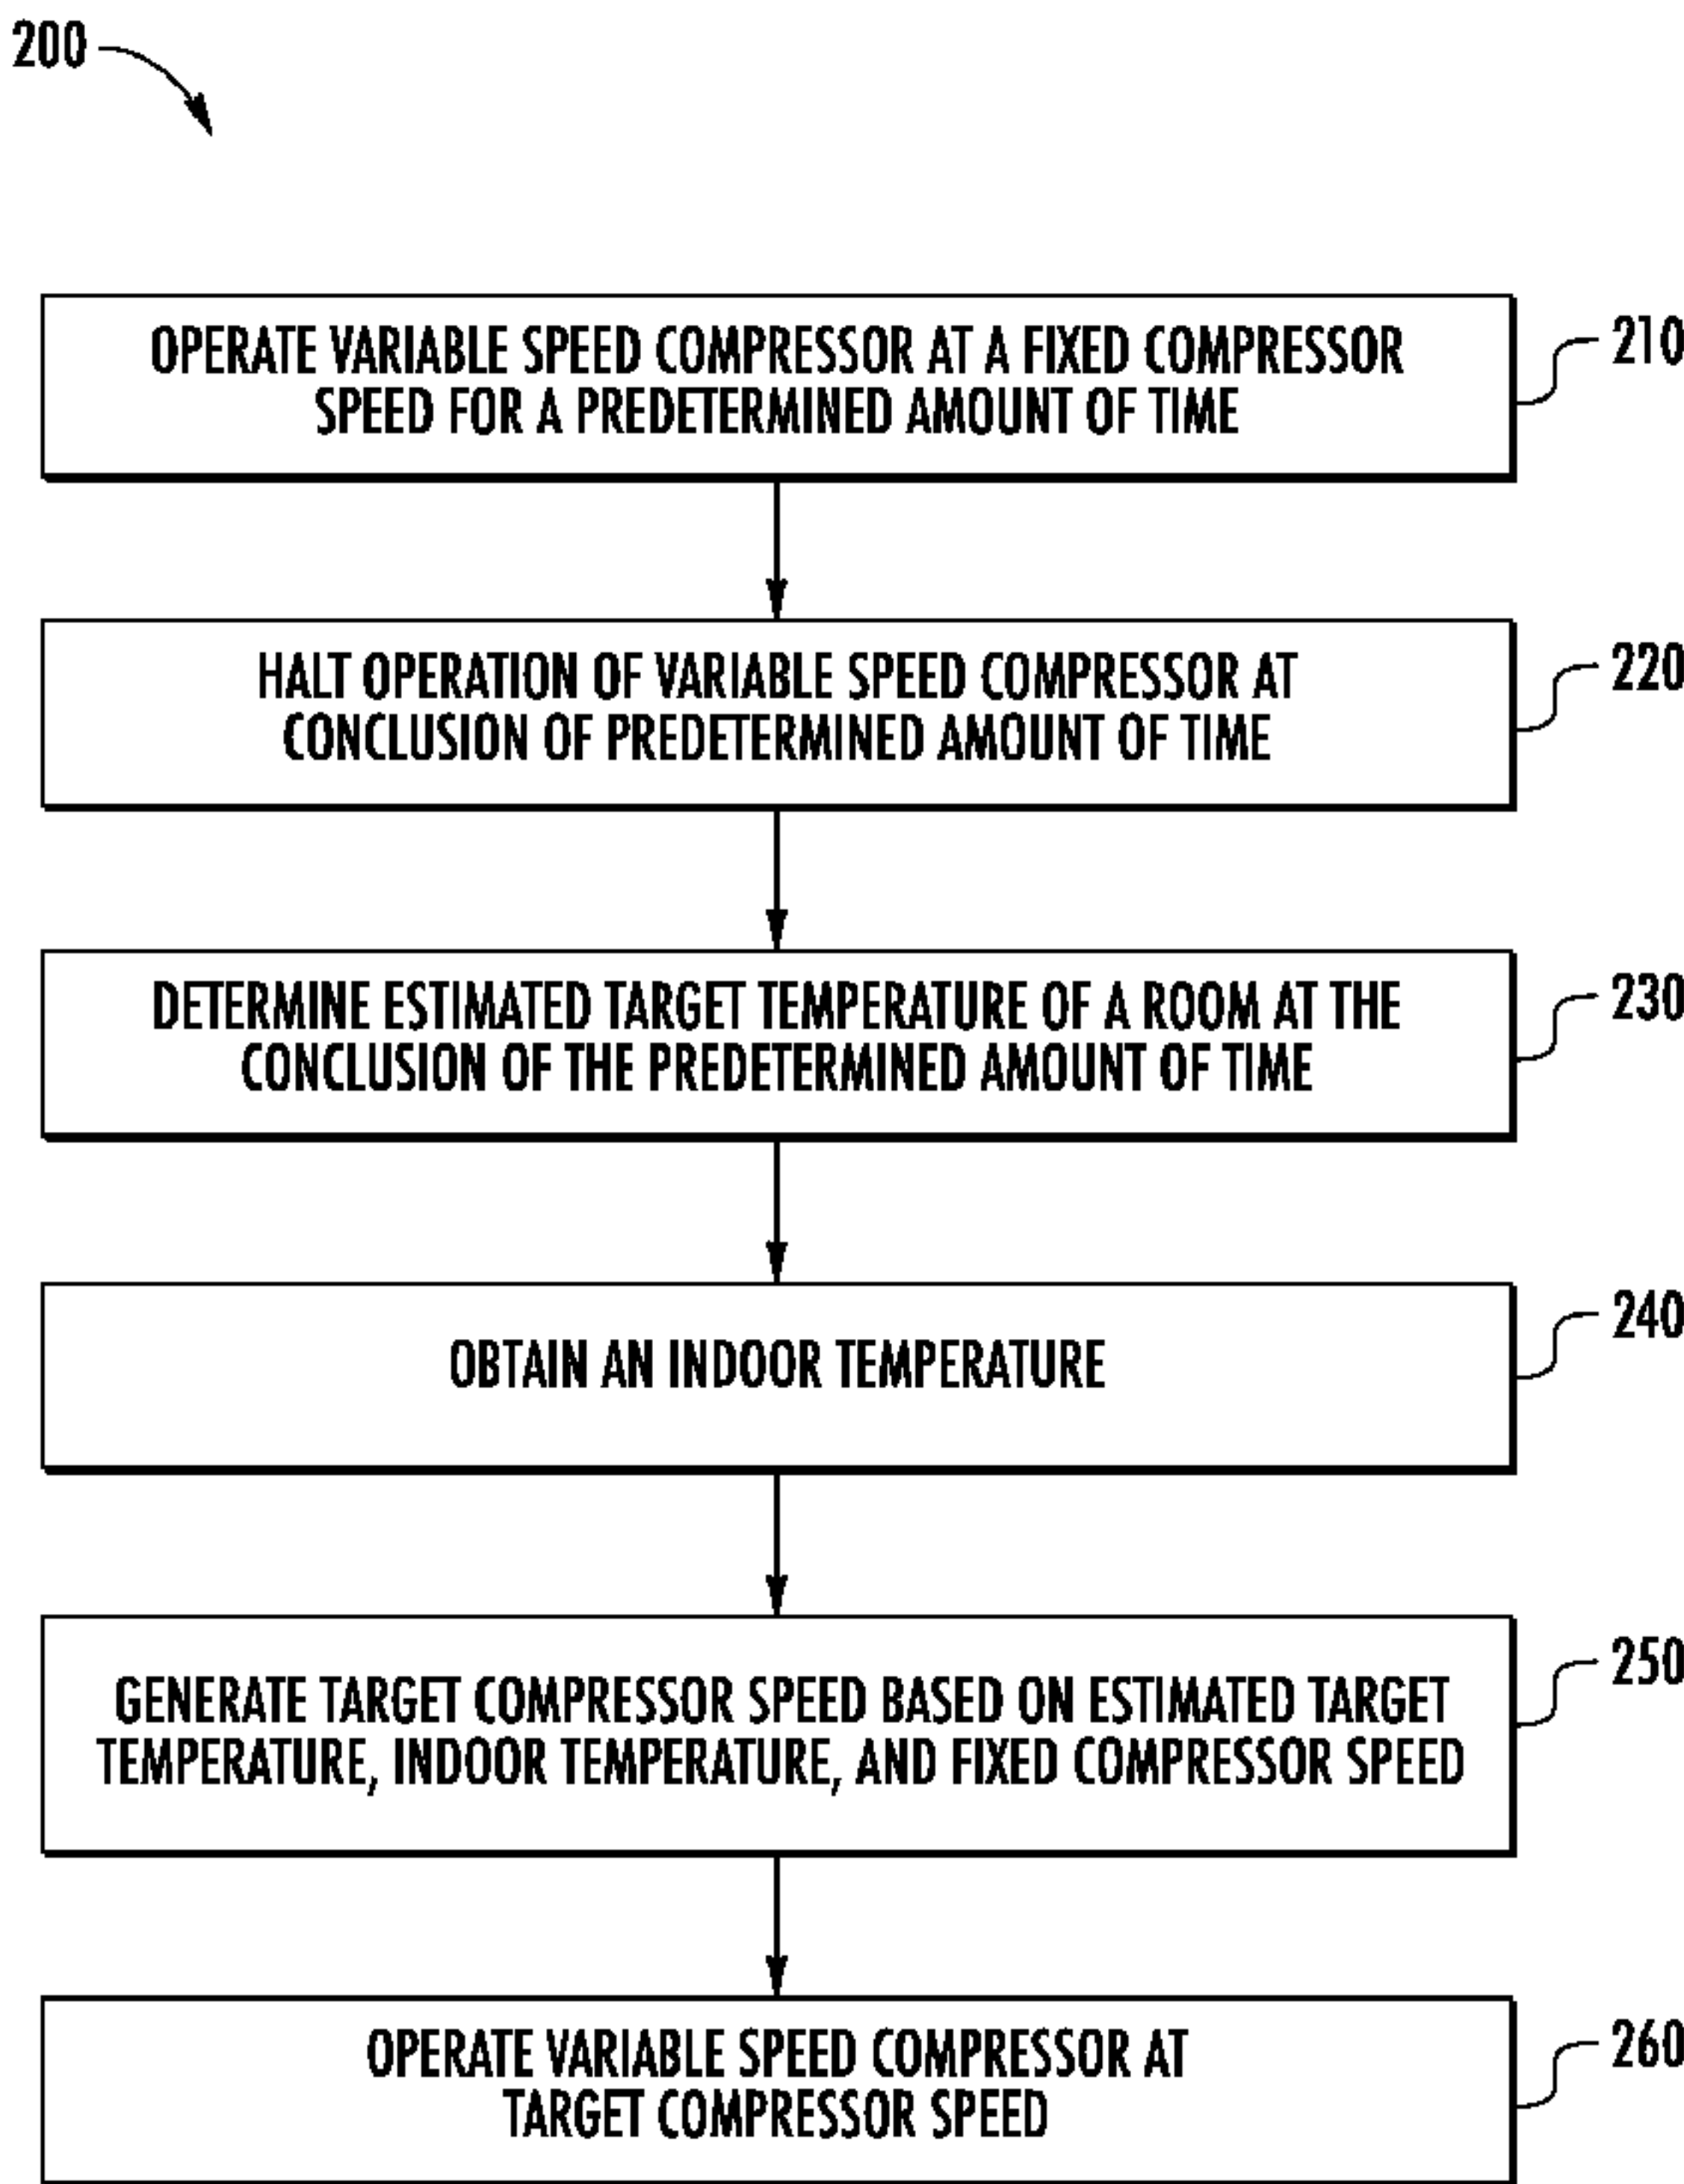 200
OPERATE VARIABLE SPEED COMPRESSOR AT A FIXED COMPRESSOR
SPEED FOR A PREDETERMINED AMOUNT OF TIME
210
HALT OPERATION OF VARIABLE SPEED COMPRESSOR AT
CONCLUSION OF PREDETERMINED AMOUNT OF TIME
220
DETERMINE ESTIMATED TARGET TEMPERATURE OF A ROOM AT THE
CONCLUSION OF THE PREDETERMINED AMOUNT OF TIME
230
OBTAIN AN INDOOR TEMPERATURE
240
GENERATE TARGET COMPRESSOR SPEED BASED ON ESTIMATED TARGET
TEMPERATURE, INDOOR TEMPERATURE, AND FIXED COMPRESSOR SPEED
250
OPERATE VARIABLE SPEED COMPRESSOR AT
TARGET COMPRESSOR SPEED
260